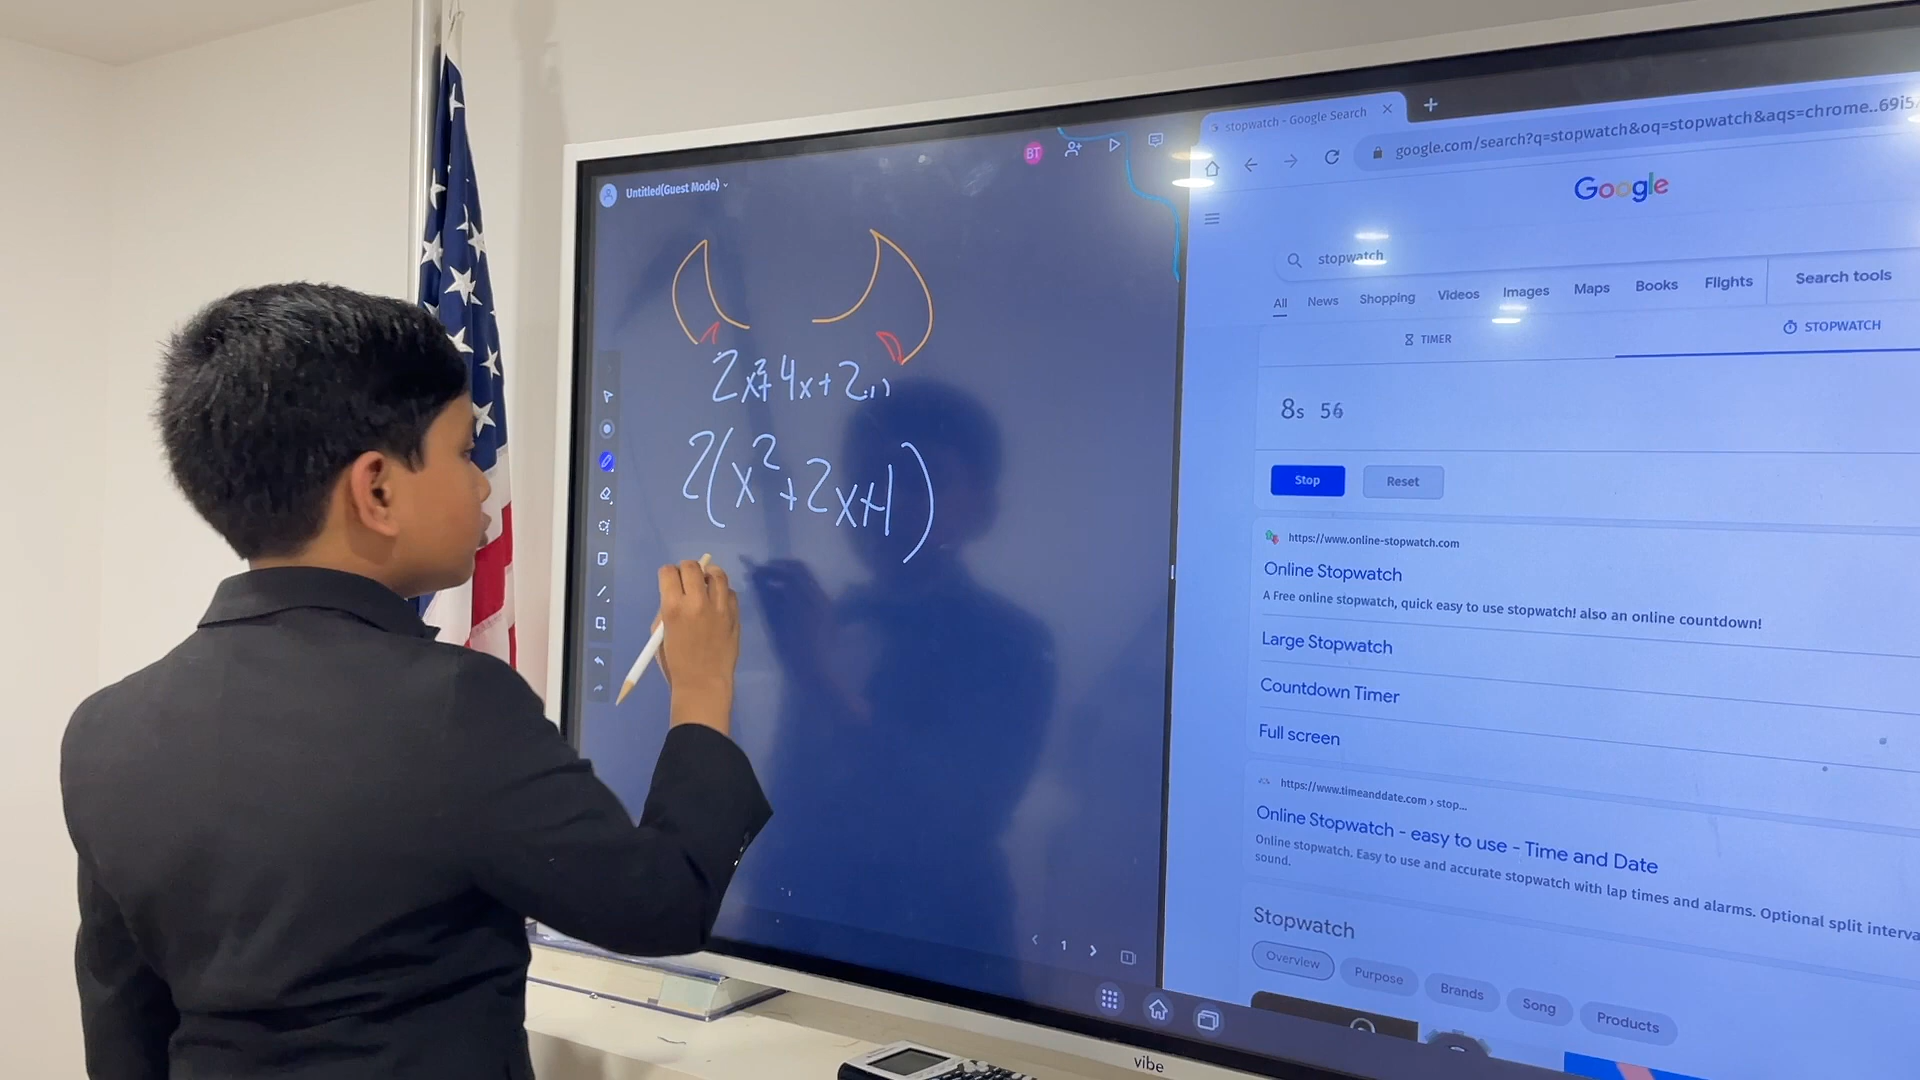 Untitled(Guest Mode)
BT
2x²+4x+2
2(x²+2x+1)
1
stopwatch - Google Search
google.com/search?q=stopwatch&oq=stopwatch&aqs=chrome..69i5
Google
stopwatch
All News Shopping Videos Images Maps Books Flights Search tools
TIMER STOPWATCH
8s 56
Stop Reset
https://www.online-stopwatch.com
Online Stopwatch
A Free online stopwatch, quick easy to use stopwatch! also an online countdown!
Large Stopwatch
Countdown Timer
Full screen
https://www.timeanddate.com › stop...
Online Stopwatch - easy to use - Time and Date
Online stopwatch. Easy to use and accurate stopwatch with lap times and alarms. Optional split interva
sound.
Stopwatch
Overview Purpose Brands Song Products
vibe